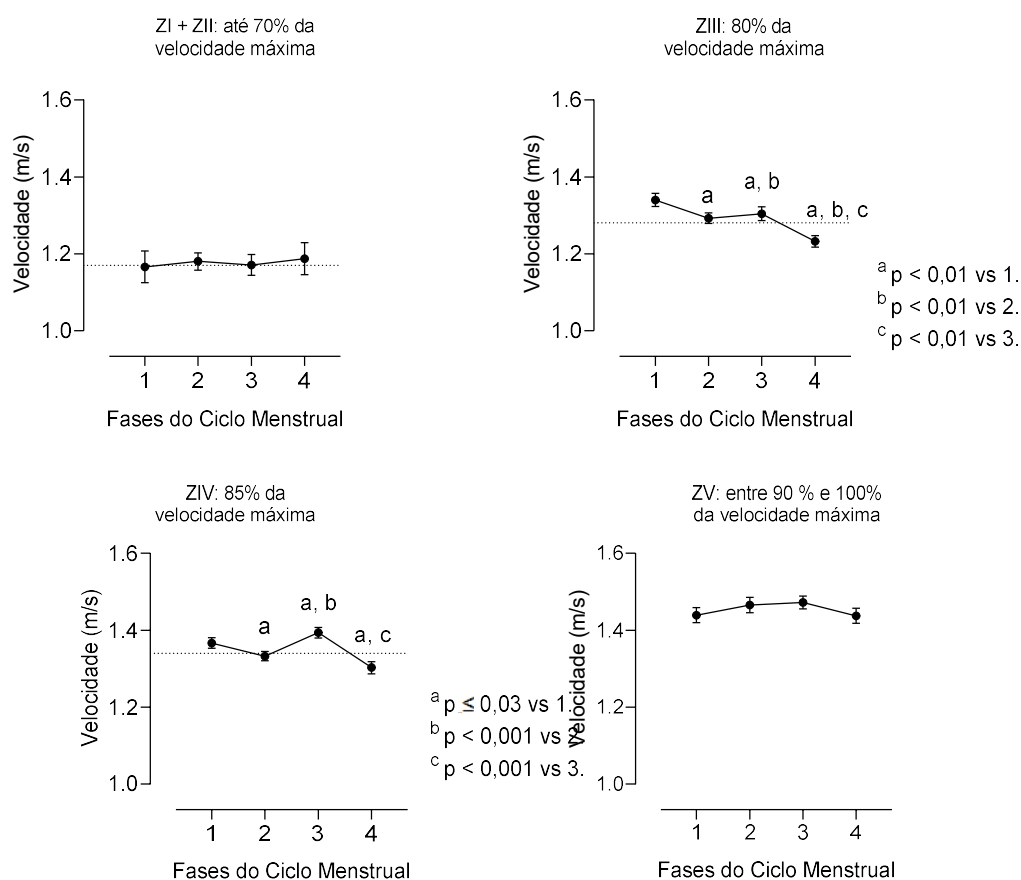 ZI + ZII: até 70% da
velocidade máxima
1.6
1.4
1.2
1.0
Velocidade (m/s)
1 2 3 4
Fases do Ciclo Menstrual
ZIII: 80% da
velocidade máxima
1.6
1.4
1.2
1.0
Velocidade (m/s)
a
a, b
a, b, c
a p < 0,01 vs 1.
b p < 0,01 vs 2.
c p < 0,01 vs 3.
1 2 3 4
Fases do Ciclo Menstrual
ZIV: 85% da
velocidade máxima
1.6
1.4
1.2
1.0
Velocidade (m/s)
a
a, b
a, c
a p ≤ 0,03 vs 1.
b p < 0,001 vs 2.
c p < 0,001 vs 3.
1 2 3 4
Fases do Ciclo Menstrual
ZV: entre 90 % e 100%
da velocidade máxima
1.6
1.4
1.2
1.0
Velocidade (m/s)
1 2 3 4
Fases do Ciclo Menstrual